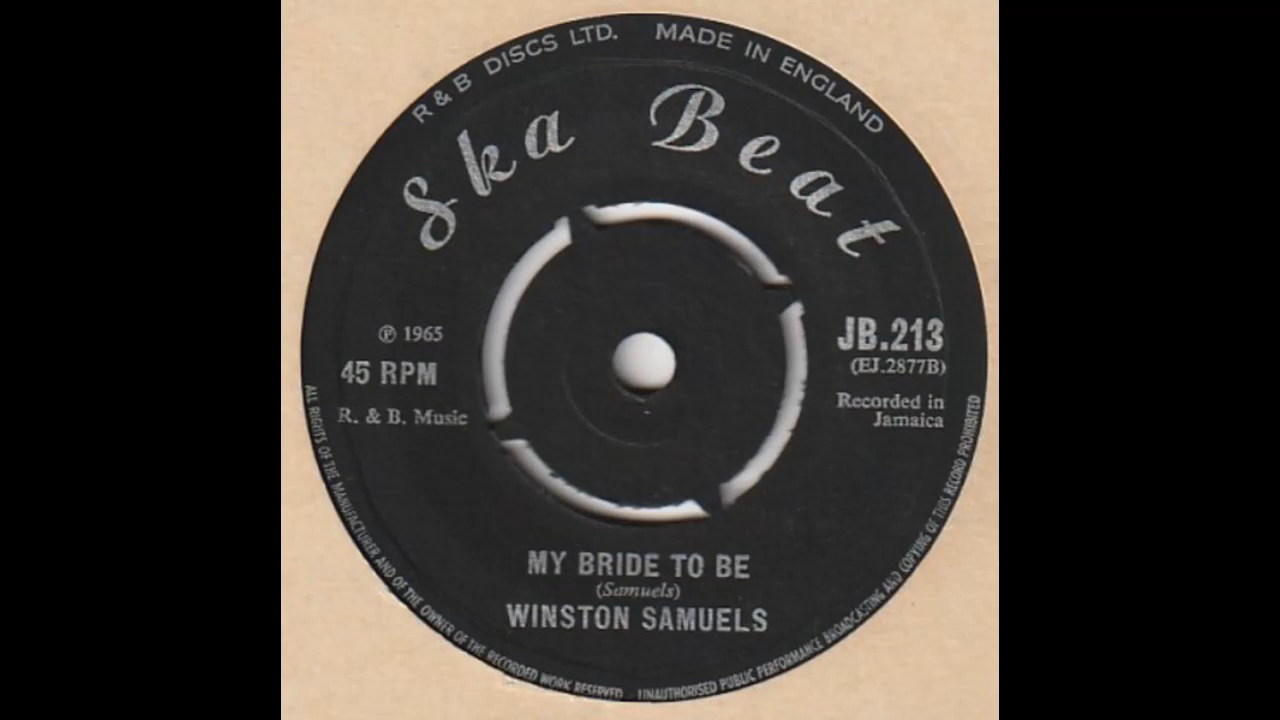 R & B DISCS LTD. MADE IN ENGLAND
Ska Beat
℗ 1965
45 RPM
R. & B. Music
JB.213
(EJ.2877B)
Recorded in
Jamaica
MY BRIDE TO BE
(Samuels)
WINSTON SAMUELS
ALL RIGHTS OF THE MANUFACTURER AND OF THE OWNER OF THE RECORDED WORK RESERVED UNAUTHORISED PUBLIC PERFORMANCE BROADCASTING AND COPYING OF THIS RECORD PROHIBITED